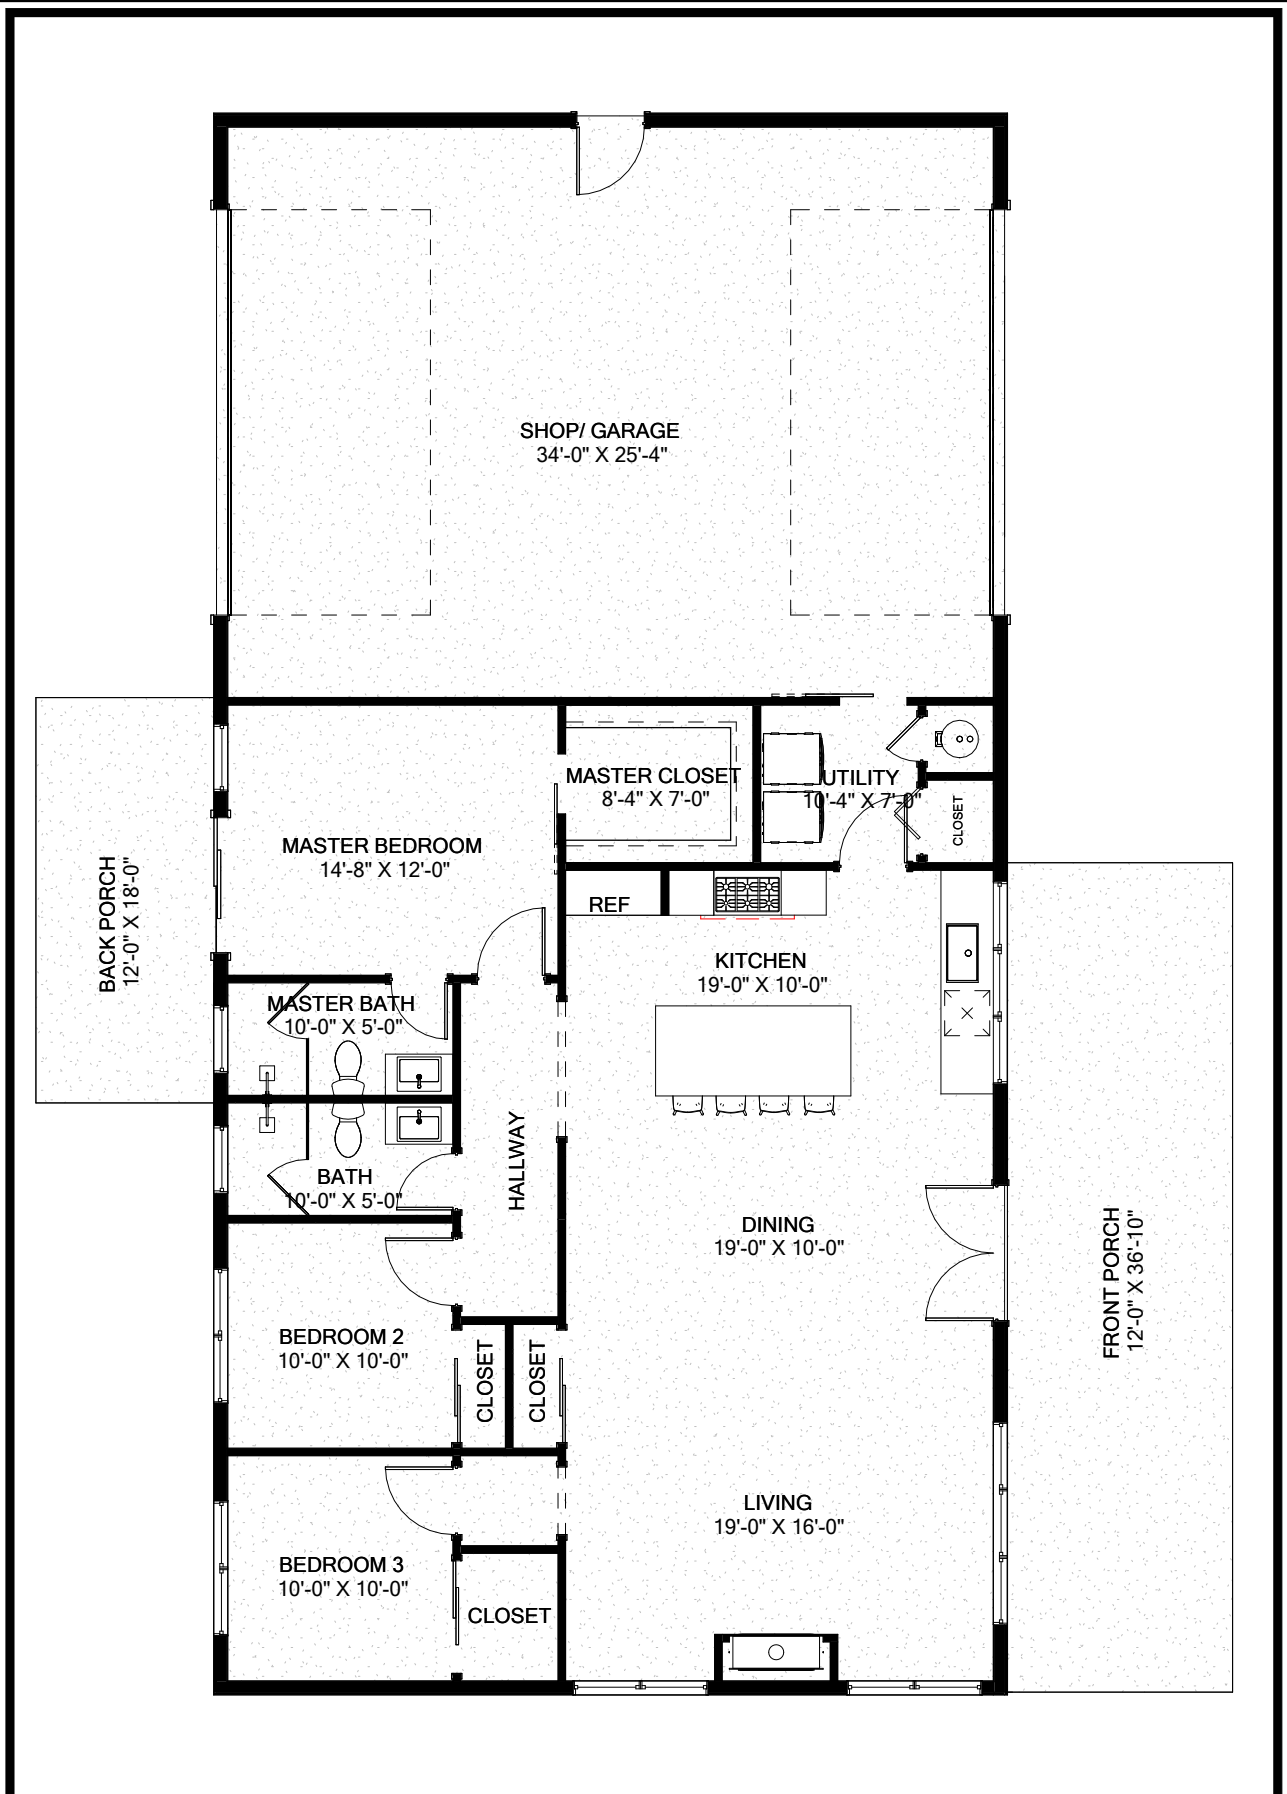 SHOP/ GARAGE
34'-0" X 25'-4"
MASTER CLOSET
8'-4" X 7'-0"
UTILITY
10'-4" X 7'-0"
CLOSET
MASTER BEDROOM
14'-8" X 12'-0"
BACK PORCH
12'-0" X 18'-0"
REF
KITCHEN
19'-0" X 10'-0"
MASTER BATH
10'-0" X 5'-0"
HALLWAY
BATH
10'-0" X 5'-0"
DINING
19'-0" X 10'-0"
FRONT PORCH
12'-0" X 36'-10"
BEDROOM 2
10'-0" X 10'-0"
CLOSET
CLOSET
LIVING
19'-0" X 16'-0"
BEDROOM 3
10'-0" X 10'-0"
CLOSET